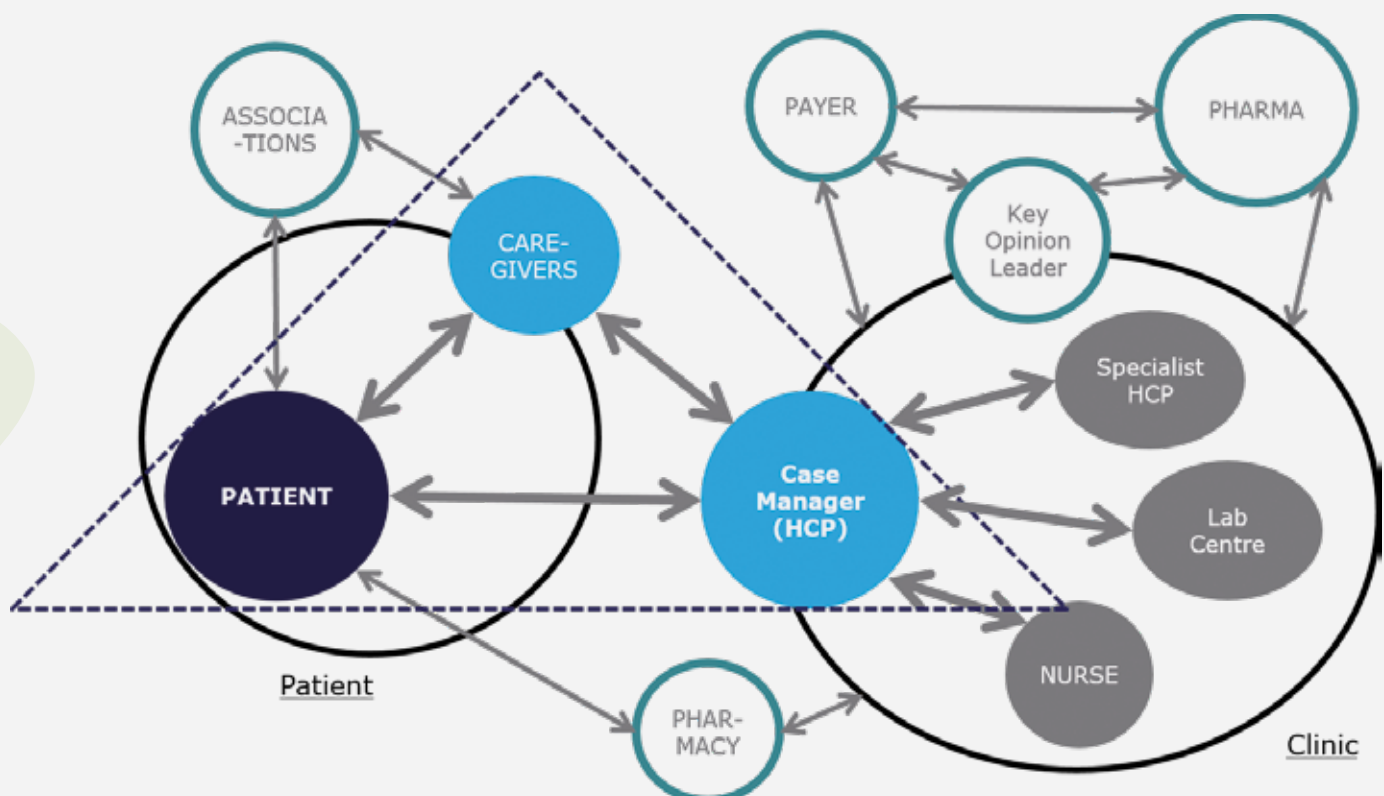 ASSOCIA
-TIONS
PAYER
PHARMA
Key
Opinion
Leader
CARE-
GIVERS
Specialist
HCP
PATIENT
Case
Manager
(HCP)
Lab
Centre
NURSE
Patient
PHAR-
MACY
Clinic